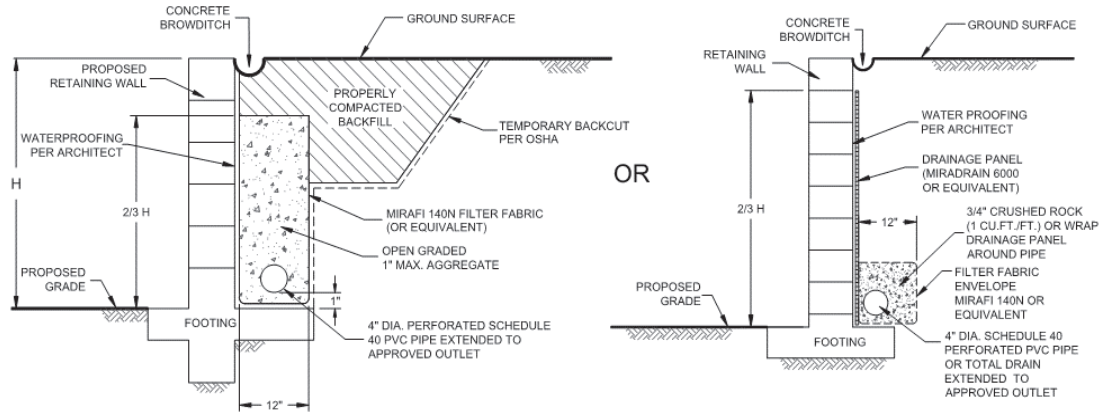 CONCRETE
BROWDITCH
GROUND SURFACE
PROPOSED
RETAINING WALL
PROPERLY
COMPACTED
BACKFILL
WATERPROOFING
PER ARCHITECT
TEMPORARY BACKCUT
PER OSHA
H
2/3 H
MIRAFI 140N FILTER FABRIC
(OR EQUIVALENT)
OPEN GRADED
1" MAX. AGGREGATE
PROPOSED
GRADE
1"
FOOTING
4" DIA. PERFORATED SCHEDULE
40 PVC PIPE EXTENDED TO
APPROVED OUTLET
12"
OR
CONCRETE
BROWDITCH
GROUND SURFACE
RETAINING
WALL
WATER PROOFING
PER ARCHITECT
DRAINAGE PANEL
(MIRADRAIN 6000
OR EQUIVALENT)
2/3 H
12"
3/4" CRUSHED ROCK
(1 CU.FT./FT.) OR WRAP
DRAINAGE PANEL
AROUND PIPE
FILTER FABRIC
ENVELOPE
MIRAFI 140N OR
EQUIVALENT
PROPOSED
GRADE
FOOTING
4" DIA. SCHEDULE 40
PERFORATED PVC PIPE
OR TOTAL DRAIN
EXTENDED TO
APPROVED OUTLET